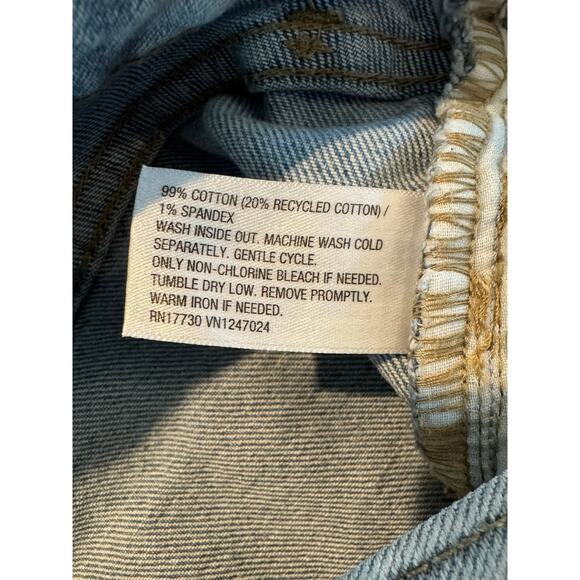 99% COTTON (20% RECYCLED COTTON) /
1% SPANDEX
WASH INSIDE OUT. MACHINE WASH COLD
SEPARATELY. GENTLE CYCLE.
ONLY NON-CHLORINE BLEACH IF NEEDED.
TUMBLE DRY LOW. REMOVE PROMPTLY.
WARM IRON IF NEEDED.
RN17730 VN1247024